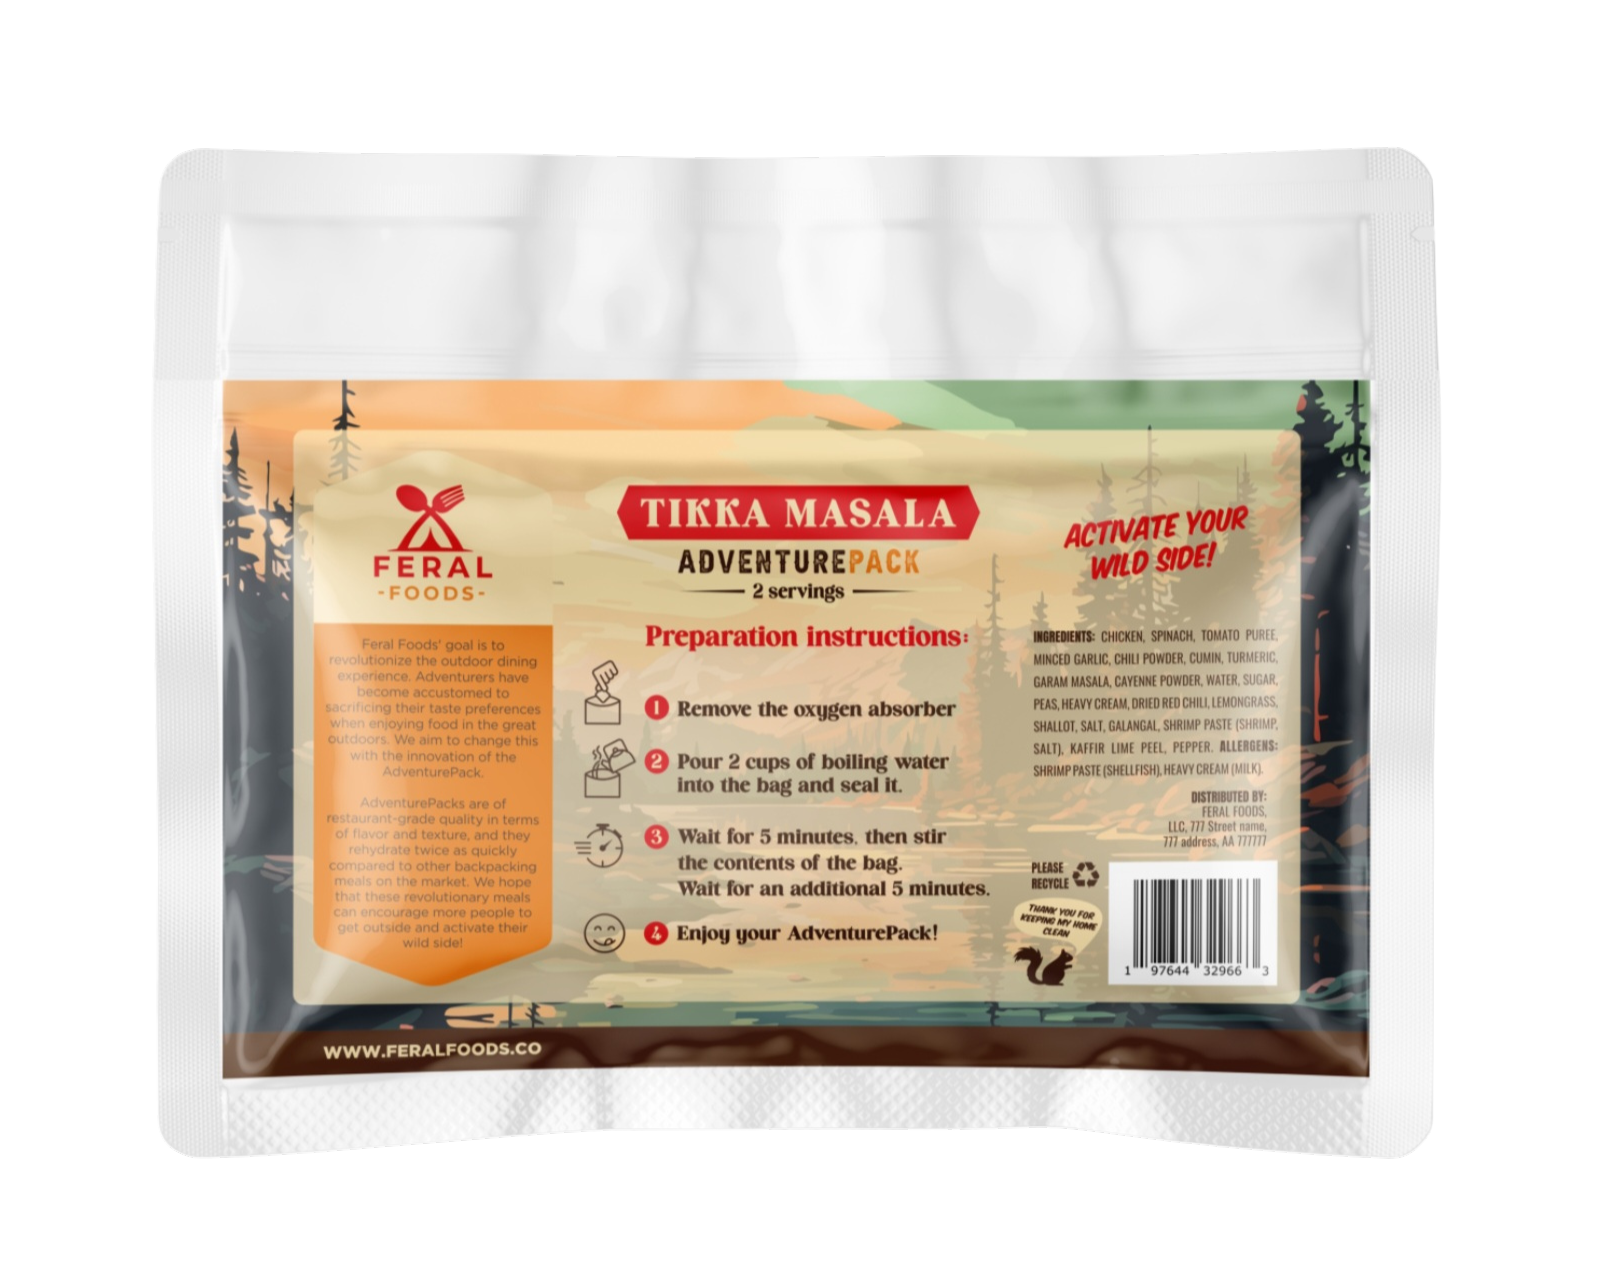 FERAL
-FOODS-
Feral Foods' goal is to
revolutionize the outdoor dining
experience. Adventurers have
become accustomed to
sacrificing their taste preferences
when enjoying food in the great
outdoors. We aim to change this
with the innovation of the
AdventurePack.
AdventurePacks are of
restaurant-grade quality in terms
of flavor and texture, and they
rehydrate twice as quickly
compared to other backpacking
meals on the market. We hope
that these revolutionary meals
can encourage more people to
get outside and activate their
wild side!
TIKKA MASALA
ADVENTUREPACK
2 servings
Preparation instructions:
1 Remove the oxygen absorber
2 Pour 2 cups of boiling water
into the bag and seal it.
3 Wait for 5 minutes, then stir
the contents of the bag.
Wait for an additional 5 minutes.
4 Enjoy your AdventurePack!
ACTIVATE YOUR
WILD SIDE!
INGREDIENTS: CHICKEN, SPINACH, TOMATO PUREE,
MINCED GARLIC, CHILI POWDER, CUMIN, TURMERIC,
GARAM MASALA, CAYENNE POWDER, WATER, SUGAR,
PEAS, HEAVY CREAM, DRIED RED CHILI, LEMONGRASS,
SHALLOT, SALT, GALANGAL, SHRIMP PASTE (SHRIMP,
SALT), KAFFIR LIME PEEL, PEPPER. ALLERGENS:
SHRIMP PASTE (SHELLFISH), HEAVY CREAM (MILK).
DISTRIBUTED BY:
FERAL FOODS,
LLC, 777 Street name,
777 address, AA 777777
PLEASE
RECYCLE
THANK YOU FOR
KEEPING MY HOME
CLEAN
1 97644 32966 3
WWW.FERALFOODS.CO